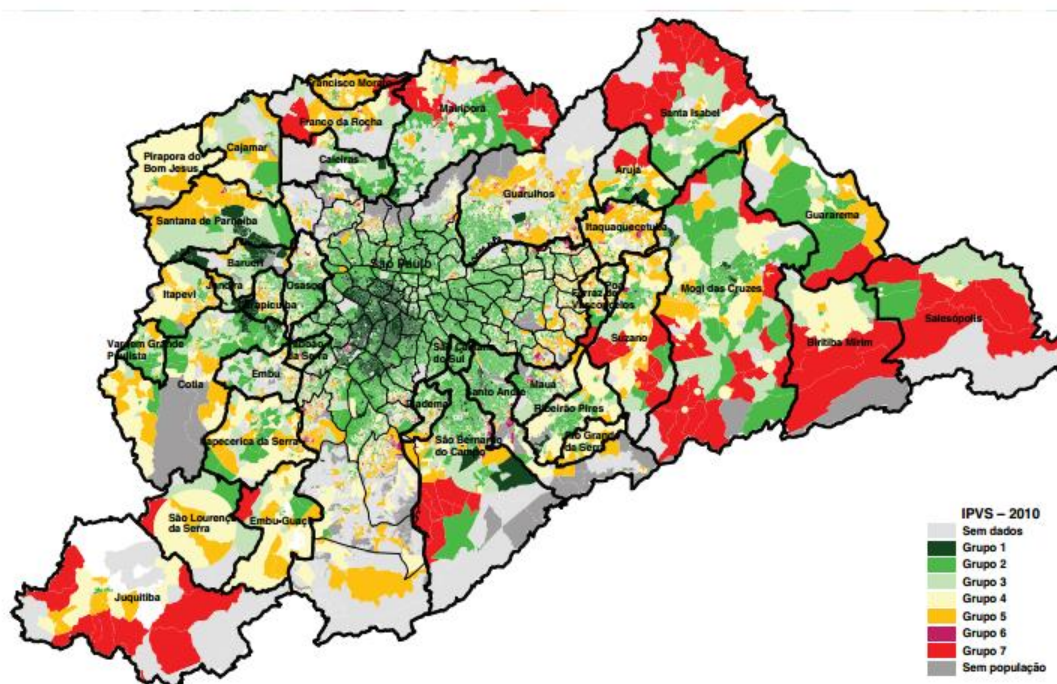 Francisco Mora
Mairiporã
Franco da Rocha
Santa Isabel
Cajamar
Caieiras
Pirapora do
Bom Jesus
Arujá
Guarulhos
Santana de Parnaíba
Itaquaquecetuba
Guararema
Barueri
São Paulo
Jandira
Osasco
Itapevi
arapicuíba
Mogi das Cruzes
Po
Ferraz de
Vasconcelos
Salesópolis
Suzano
Biritiba Mirim
Vargem Grande
Paulista
aboão
da Serra
São Caetano
do Sul
Cotia
Embu
Santo André
Mauá
Diadema
Ribeirão Pires
Itapecerica da Serra
São Bernardo
do Campo
Rio Grande
da Serra
São Lourenço
da Serra
Embu-Guaçu
Juquitiba
IPVS – 2010
Sem dados
Grupo 1
Grupo 2
Grupo 3
Grupo 4
Grupo 5
Grupo 6
Grupo 7
Sem população